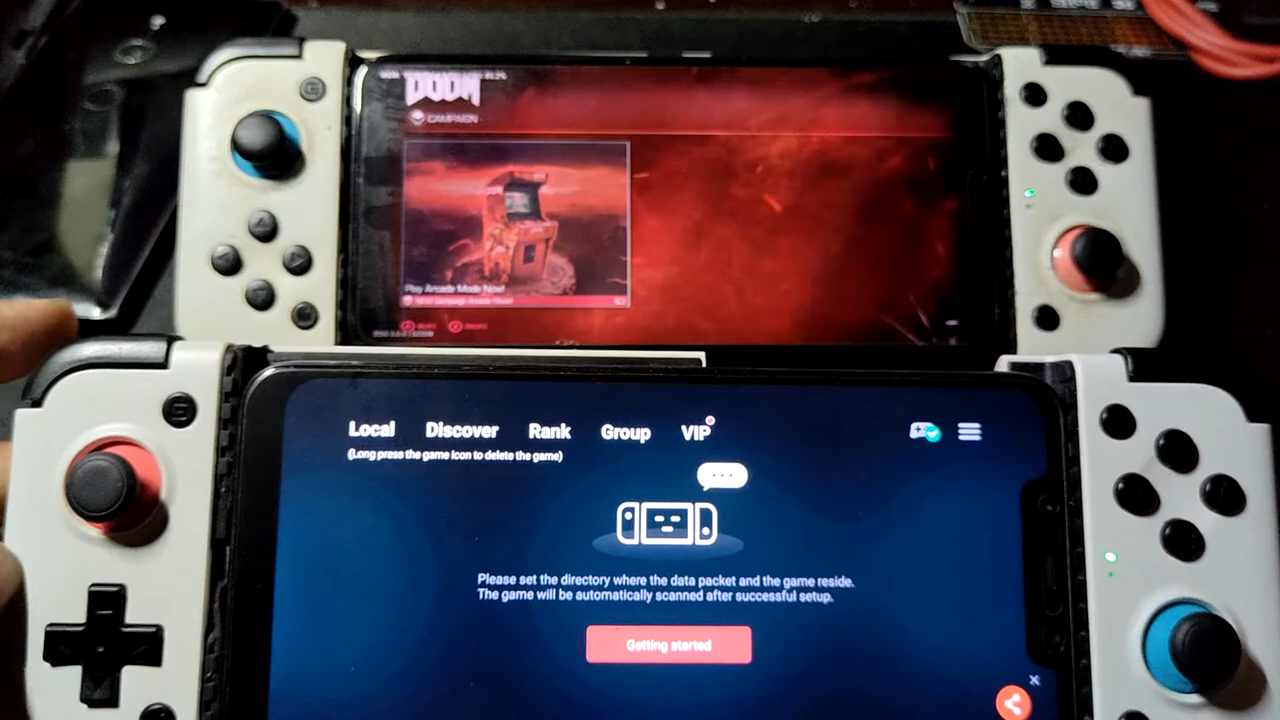 DOOM
CAMPAIGN
Play Arcade Mode Now!
G
Local Discover Rank Group VIP
(Long press the game icon to delete the game)
Please set the directory where the data packet and the game reside.
The game will be automatically scanned after successful setup.
Getting started